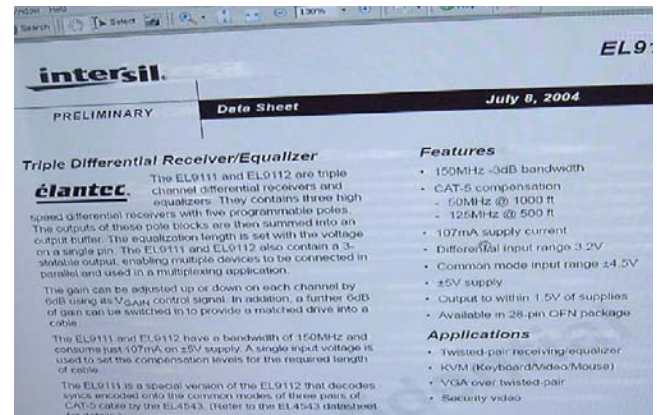 Window Help
Search
Select
130%
EL91
intersil
PRELIMINARY
Data Sheet
July 8, 2004
Triple Differential Receiver/Equalizer
élantec.
The EL9111 and EL9112 are triple
channel differential receivers and
equalizers. They contains three high
speed differential receivers with five programmable poles.
The outputs of these pole blocks are then summed into an
output buffer. The equalization length is set with the voltage
on a single pin. The EL9111 and EL9112 also contain a 3-
statable output, enabling multiple devices to be connected in
parallel and used in a multiplexing application.
The gain can be adjusted up or down on each channel by
6dB using its VGAIN control signal. In addition, a further 6dB
of gain can be switched in to provide a matched drive into a
cable.
The EL9111 and EL9112 have a bandwidth of 150MHz and
consume just 107mA on ±5V supply. A single input voltage is
used to set the compensation levels for the required length
of cable.
The EL9111 is a special version of the EL9112 that decodes
syncs encoded onto the common modes of three pairs of
CAT-5 cable by the EL4543. (Refer to the EL4543 datasheet
for details.)
Features
• 150MHz -3dB bandwidth
• CAT-5 compensation
- 50MHz @ 1000 ft
- 125MHz @ 500 ft
• 107mA supply current
• Differential input range 3.2V
• Common mode input range ±4.5V
• ±5V supply
• Output to within 1.5V of supplies
• Available in 28-pin QFN package
Applications
• Twisted-pair receiving/equalizer
• KVM (Keyboard/Video/Mouse)
• VGA over twisted-pair
• Security video